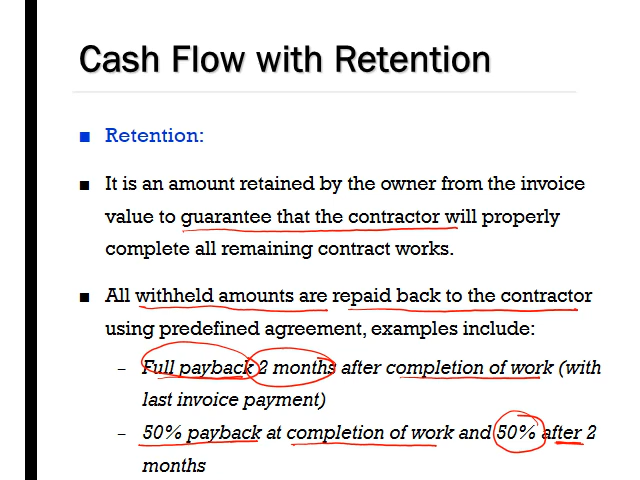 Cash Flow with Retention
Retention:
It is an amount retained by the owner from the invoice
value to guarantee that the contractor will properly
complete all remaining contract works.
All withheld amounts are repaid back to the contractor
using predefined agreement, examples include:
– Full payback 2 months after completion of work (with
last invoice payment)
– 50% payback at completion of work and 50% after 2
months